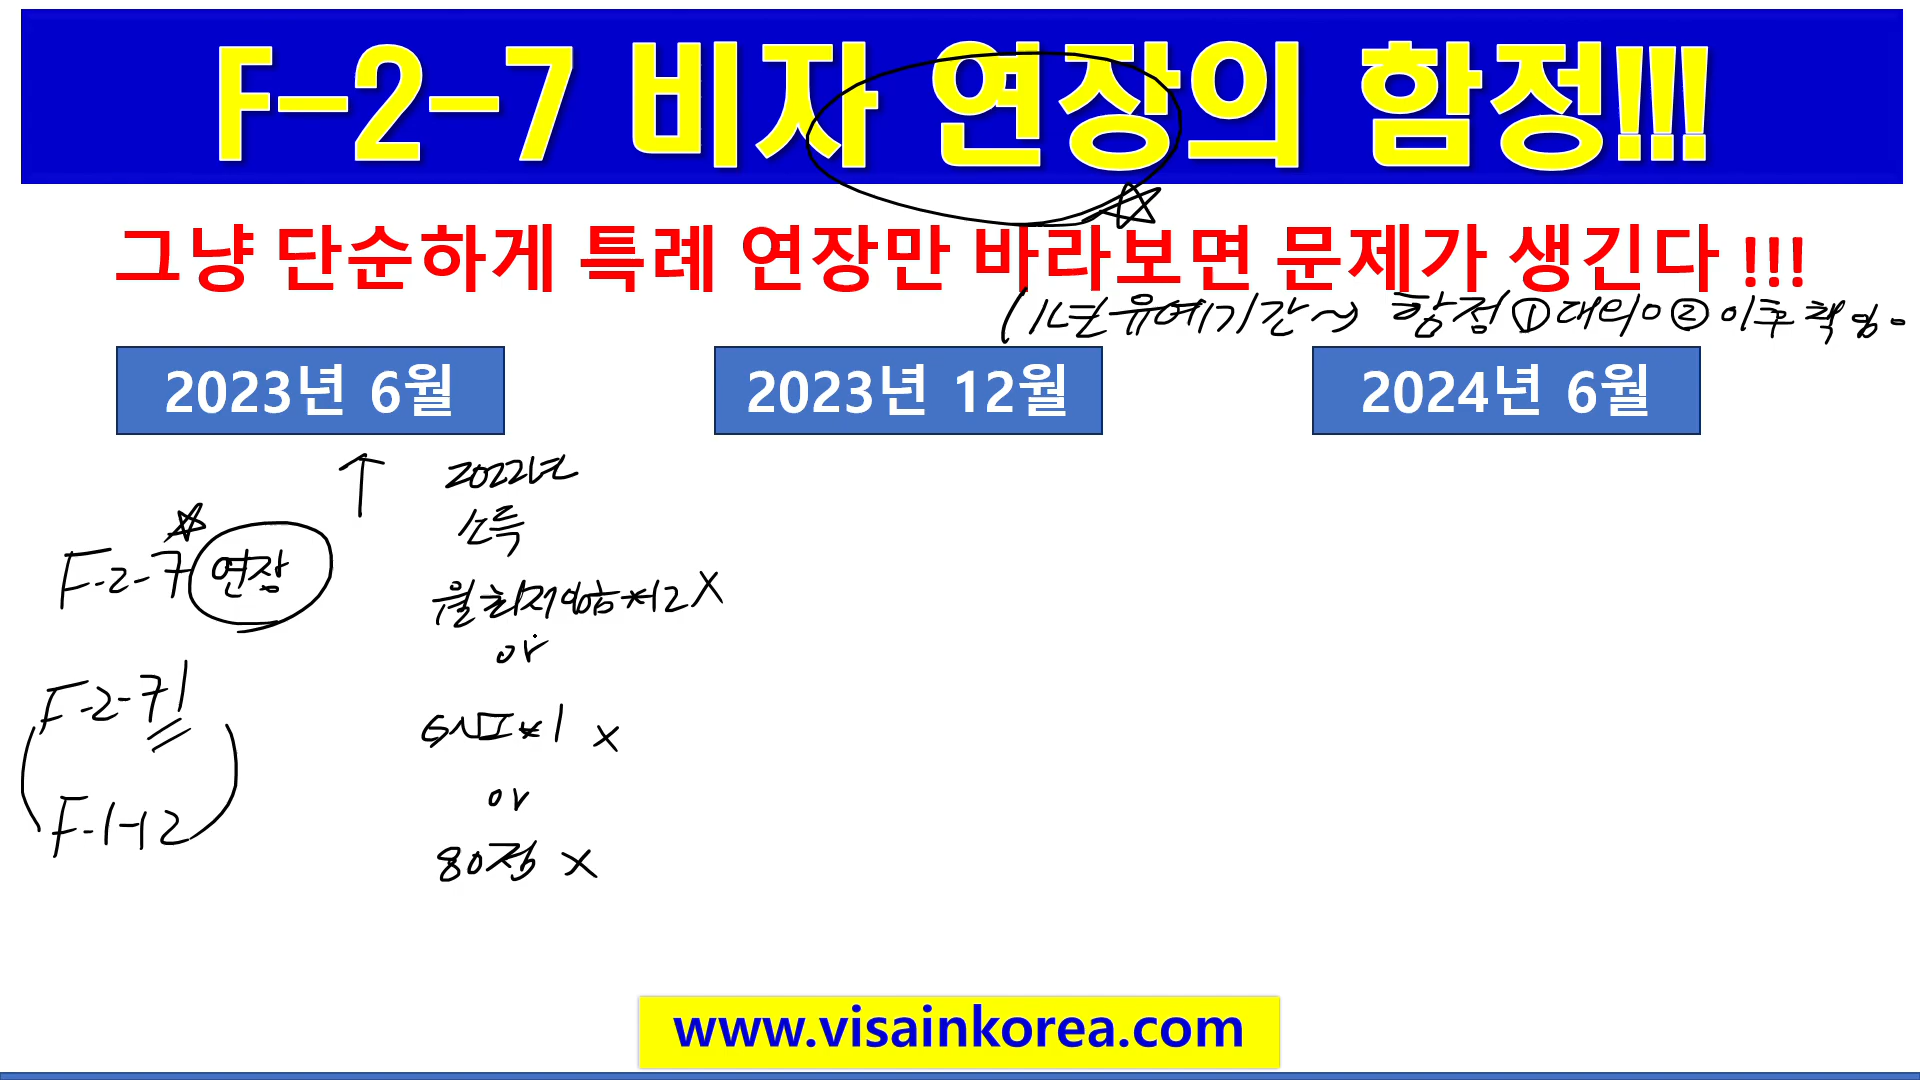 F-2-7 비자 연장의 함정!!!
그냥 단순하게 특례 연장만 바라보면 문제가 생긴다 !!!
(1년 유예기간~) 함정 ① 대리 ② 이후 책임
2023년 6월
2023년 12월
2024년 6월
2022년
소득
F-2-7 연장
월 최저임금*12 X
or
F-2-71
GNI*1 X
or
F-1-12
80점 X
www.visainkorea.com